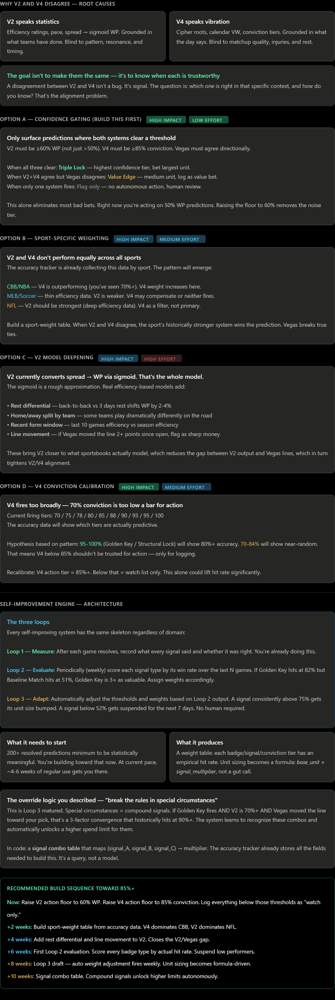 WHY V2 AND V4 DISAGREE — ROOT CAUSES
V2 speaks statistics
Efficiency ratings, pace, spread → sigmoid WP. Grounded in
what teams have done. Blind to pattern, resonance, and
timing.
V4 speaks vibration
Cipher roots, calendar VW, conviction tiers. Grounded in what
the day says. Blind to matchup quality, injuries, and rest.
The goal isn't to make them the same — it's to know when each is trustworthy
A disagreement between V2 and V4 isn't a bug. It's signal. The question is: which one is right in that specific context, and how do
you know? That's the alignment problem.
OPTION A — CONFIDENCE GATING (BUILD THIS FIRST) HIGH IMPACT LOW EFFORT
Only surface predictions where both systems clear a threshold
V2 must be ≥60% WP (not just >50%). V4 must be ≥85% conviction. Vegas must agree directionally.
When all three clear: Triple Lock — highest confidence tier, bet largest unit.
When V2+V4 agree but Vegas disagrees: Value Edge — medium unit, log as value bet.
When only one system fires: Flag only — no autonomous action, human review.
This alone eliminates most bad bets. Right now you're acting on 50% WP predictions. Raising the floor to 60% removes the noise
tier.
OPTION B — SPORT-SPECIFIC WEIGHTING HIGH IMPACT MEDIUM EFFORT
V2 and V4 don't perform equally across all sports
The accuracy tracker is already collecting this data by sport. The pattern will emerge:
CBB/NBA — V4 is outperforming (you've seen 70%+). V4 weight increases here.
MLB/Soccer — thin efficiency data. V2 is weaker. V4 may compensate or neither fires.
NFL — V2 should be strongest (deep efficiency data). V4 as a filter, not primary.
Build a sport-weight table. When V2 and V4 disagree, the sport's historically stronger system wins the prediction. Vegas breaks true
ties.
OPTION C — V2 MODEL DEEPENING HIGH IMPACT HIGH EFFORT
V2 currently converts spread → WP via sigmoid. That's the whole model.
The sigmoid is a rough approximation. Real efficiency-based models add:
• Rest differential — back-to-back vs 3 days rest shifts WP by 2-4%
• Home/away split by team — some teams play dramatically differently on the road
• Recent form window — last 10 games efficiency vs season efficiency
• Line movement — if Vegas moved the line 2+ points since open, flag as sharp money
These bring V2 closer to what sportsbooks actually model, which reduces the gap between V2 output and Vegas lines, which in turn
tightens V2/V4 alignment.
OPTION D — V4 CONVICTION CALIBRATION HIGH IMPACT MEDIUM EFFORT
V4 fires too broadly — 70% conviction is too low a bar for action
Current firing tiers: 70 / 75 / 78 / 80 / 85 / 88 / 90 / 93 / 95 / 100
The accuracy data will show which tiers are actually predictive.
Hypothesis based on pattern: 95-100% (Golden Key / Structural Lock) will show 80%+ accuracy. 70-84% will show near-random.
That means V4 below 85% shouldn't be trusted for action — only for logging.
Recalibrate: V4 action tier = 85%+. Below that = watch list only. This alone could lift hit rate significantly.
SELF-IMPROVEMENT ENGINE — ARCHITECTURE
The three loops
Every self-improving system has the same skeleton regardless of domain:
Loop 1 — Measure: After each game resolves, record what every signal said and whether it was right. You're already doing this.
Loop 2 — Evaluate: Periodically (weekly) score each signal type by its win rate over the last N games. If Golden Key hits at 82% but
Baseline Match hits at 51%, Golden Key is 3× as valuable. Assign weights accordingly.
Loop 3 — Adapt: Automatically adjust the thresholds and weights based on Loop 2 output. A signal consistently above 75% gets
its unit size bumped. A signal below 52% gets suspended for the next 7 days. No human required.
What it needs to start
200+ resolved predictions minimum to be statistically
meaningful. You're building toward that now. At current pace,
~4-6 weeks of regular use gets you there.
What it produces
A weight table: each badge/signal/conviction tier has an
empirical hit rate. Unit sizing becomes a formula: base_unit ×
signal_multiplier, not a gut call.
The override logic you described — "break the rules in special circumstances"
This is Loop 3 matured. Special circumstances = compound signals. If Golden Key fires AND V2 is 70%+ AND Vegas moved the line
toward your pick, that's a 3-factor convergence that historically hits at 90%+. The system learns to recognize these combos and
automatically unlocks a higher spend limit for them.
In code: a signal combo table that maps {signal_A, signal_B, signal_C} → multiplier. The accuracy tracker already stores all the fields
needed to build this. It's a query, not a model.
RECOMMENDED BUILD SEQUENCE TOWARD 85%+
Now: Raise V2 action floor to 60% WP. Raise V4 action floor to 85% conviction. Log everything below those thresholds as "watch
only."
+2 weeks: Build sport-weight table from accuracy data. V4 dominates CBB, V2 dominates NFL.
+4 weeks: Add rest differential and line movement to V2. Closes the V2/Vegas gap.
+6 weeks: First Loop 2 evaluation. Score every badge type by actual hit rate. Suspend low performers.
+8 weeks: Loop 3 draft — auto weight adjustment fires weekly. Unit sizing becomes formula-driven.
+10 weeks: Signal combo table. Compound signals unlock higher limits autonomously.